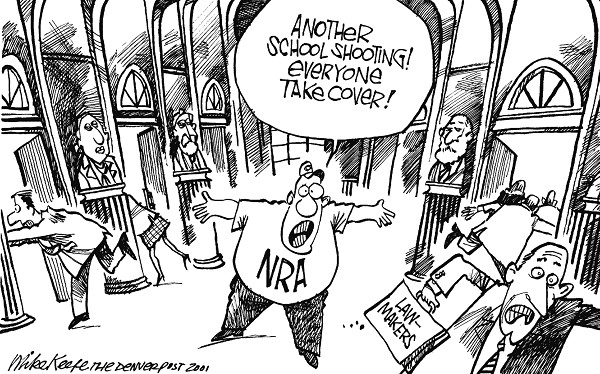 ANOTHER
SCHOOL SHOOTING!
EVERYONE
TAKE COVER!
NRA
LAW-
MAKERS
Mike Keefe THE DENVER POST 2001